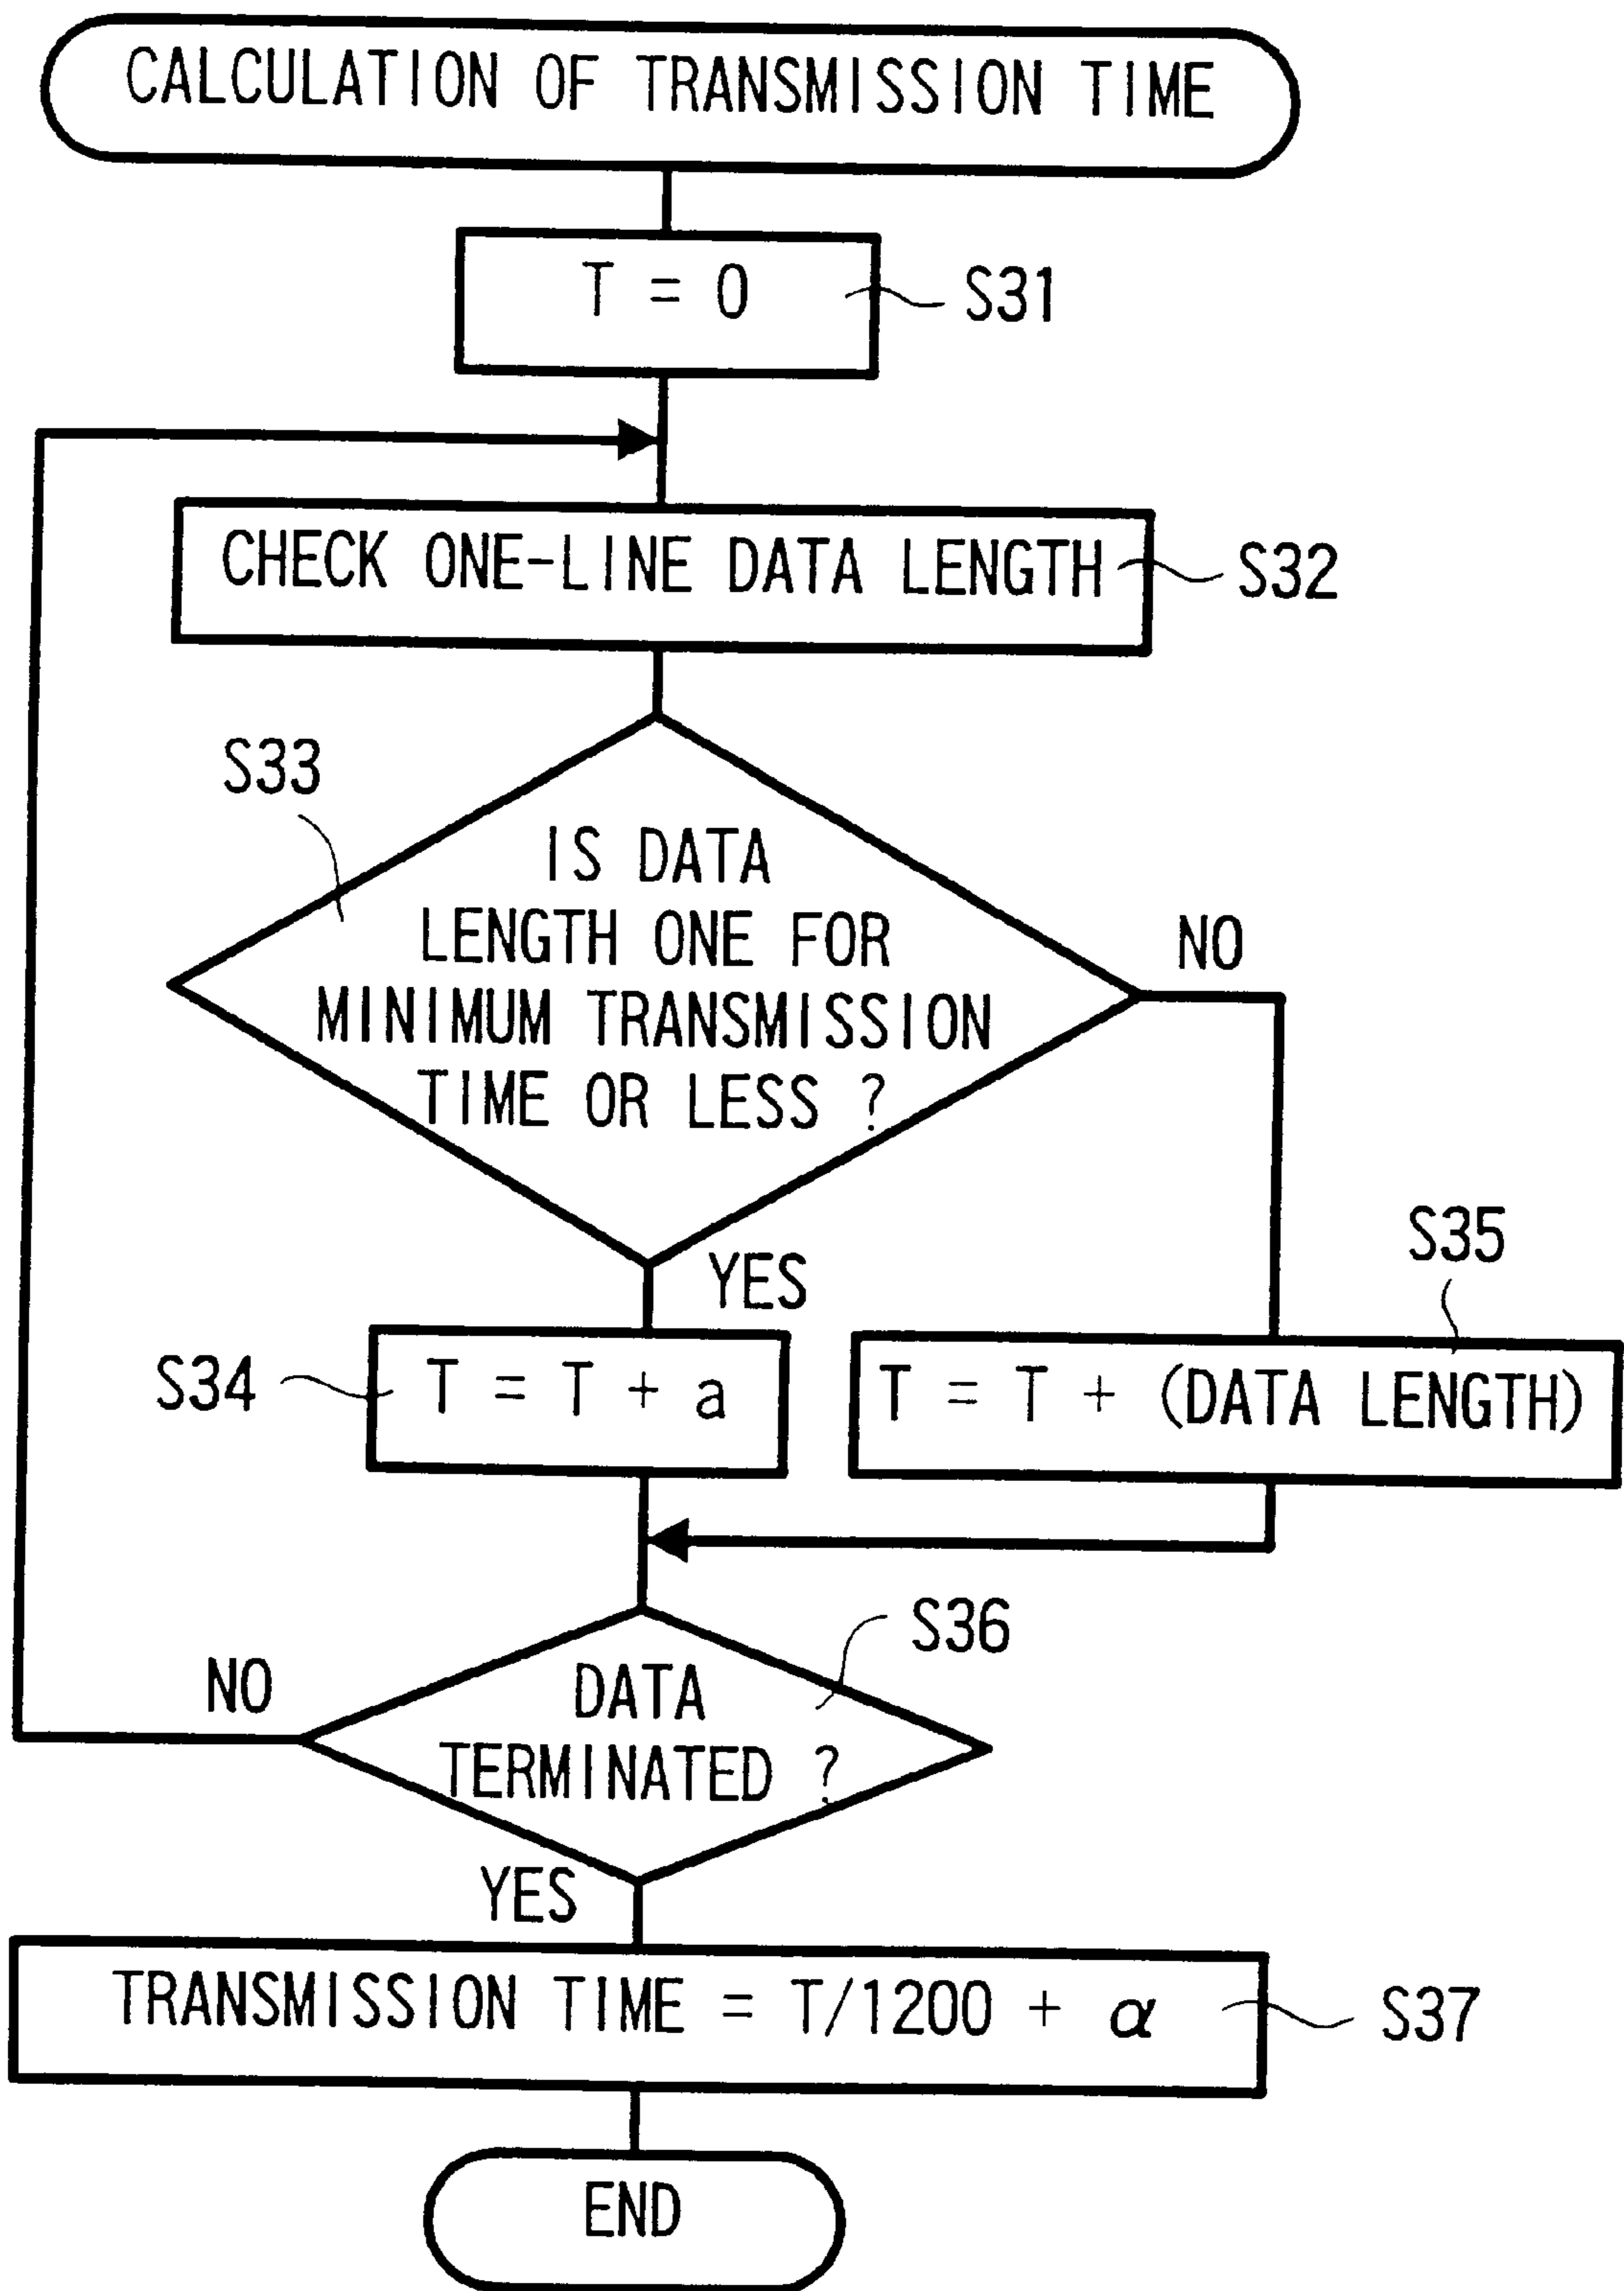 CALCULATION OF TRANSMISSION TIME
T = 0
S31
CHECK ONE-LINE DATA LENGTH
S32
S33
IS DATA
LENGTH ONE FOR
MINIMUM TRANSMISSION
TIME OR LESS ?
NO
YES
S34
T = T + a
S35
T = T + (DATA LENGTH)
S36
DATA
TERMINATED ?
NO
YES
TRANSMISSION TIME = T/1200 + α
S37
END